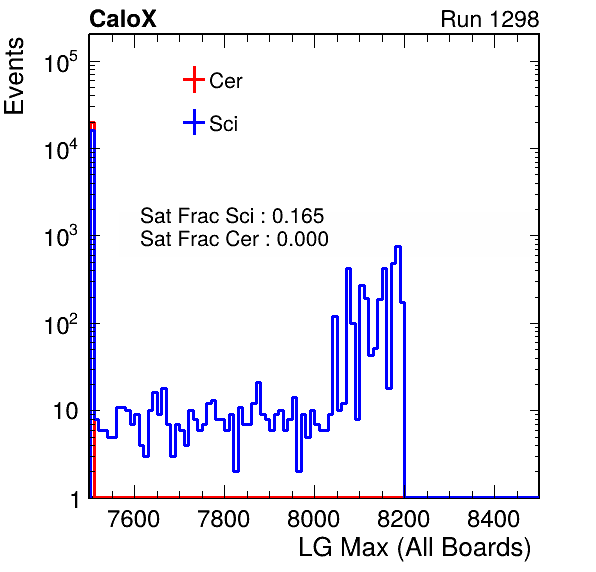 CaloX Run 1298
Events
10^5
10^4
10^3
10^2
10
1
Cer
Sci
Sat Frac Sci : 0.165
Sat Frac Cer : 0.000
7600 7800 8000 8200 8400
LG Max (All Boards)